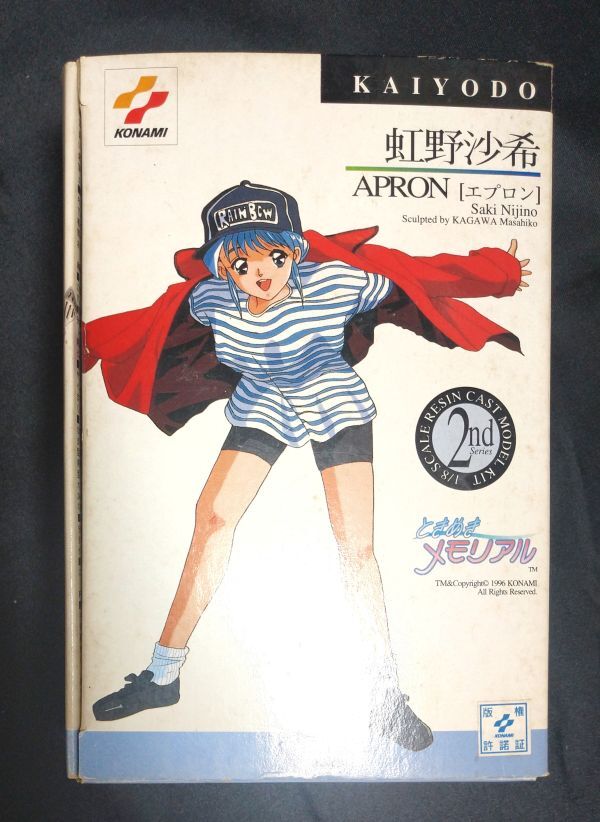 KONAMI
KAIYODO
虹野沙希
APRON [エプロン]
Saki Nijino
Sculpted by KAGAWA Masahiko
RAINBOW
1/8 SCALE RESIN CAST MODEL KIT
2nd
Series
ときめき
メモリアル
TM
TM&Copyright© 1996 KONAMI
All Rights Reserved.
版権
KONAMI
許諾証